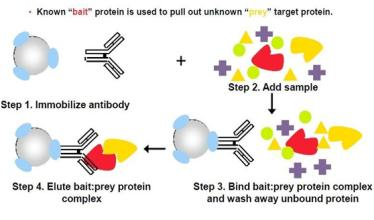 • Known "bait" protein is used to pull out unknown "prey" target protein.
+
Step 1. Immobilize antibody
Step 2. Add sample
Step 4. Elute bait:prey protein
complex
Step 3. Bind bait:prey protein complex
and wash away unbound protein